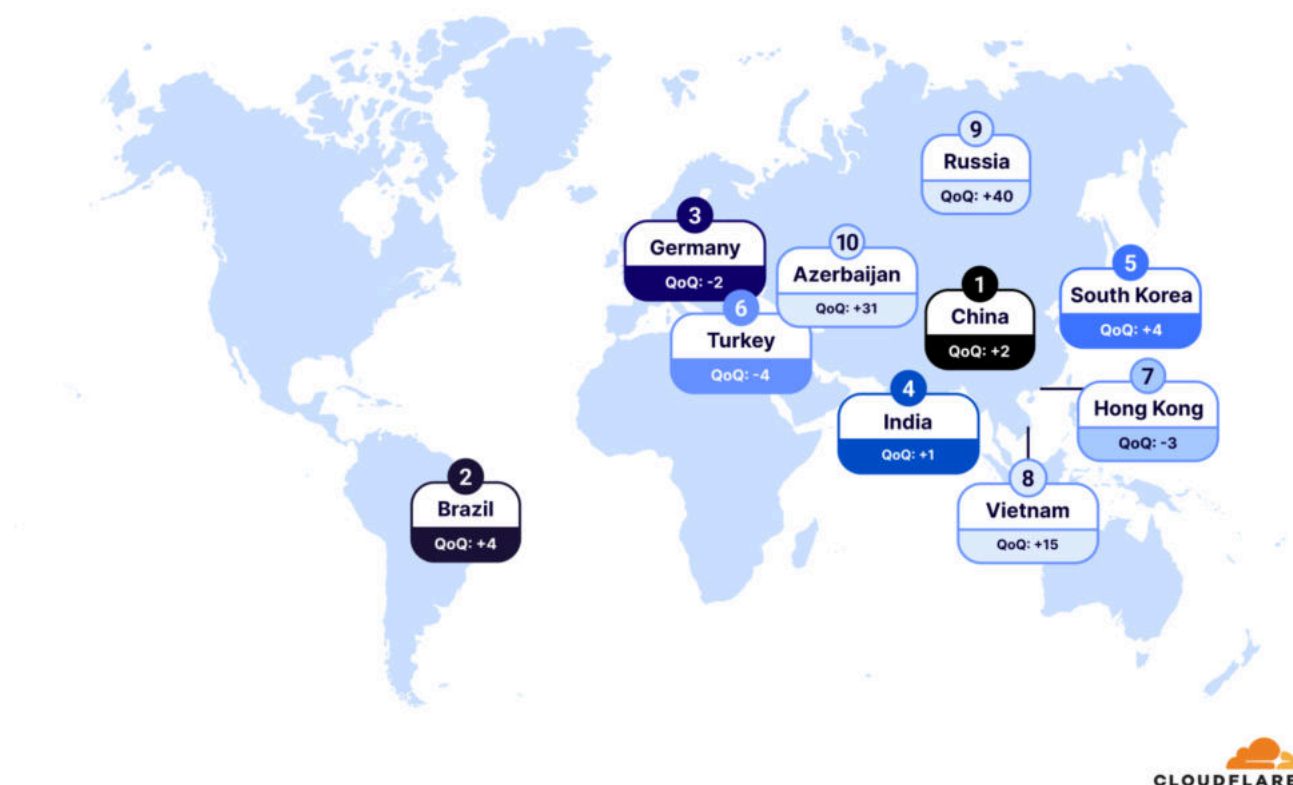 9
Russia
QoQ: +40
3
Germany
QoQ: -2
10
Azerbaijan
QoQ: +31
5
South Korea
QoQ: +4
1
China
QoQ: +2
6
Turkey
QoQ: -4
7
Hong Kong
QoQ: -3
4
India
QoQ: +1
2
Brazil
QoQ: +4
8
Vietnam
QoQ: +15
CLOUDFLARE